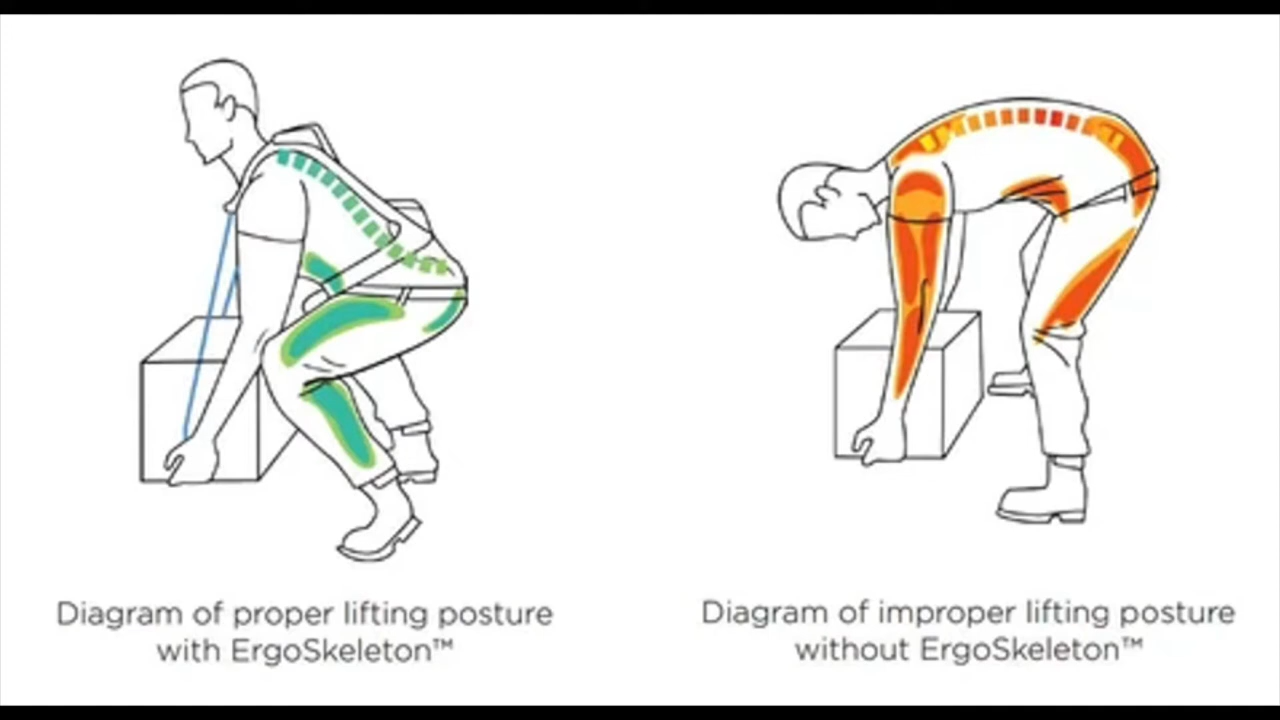 Diagram of proper lifting posture
with ErgoSkeleton™
Diagram of improper lifting posture
without ErgoSkeleton™